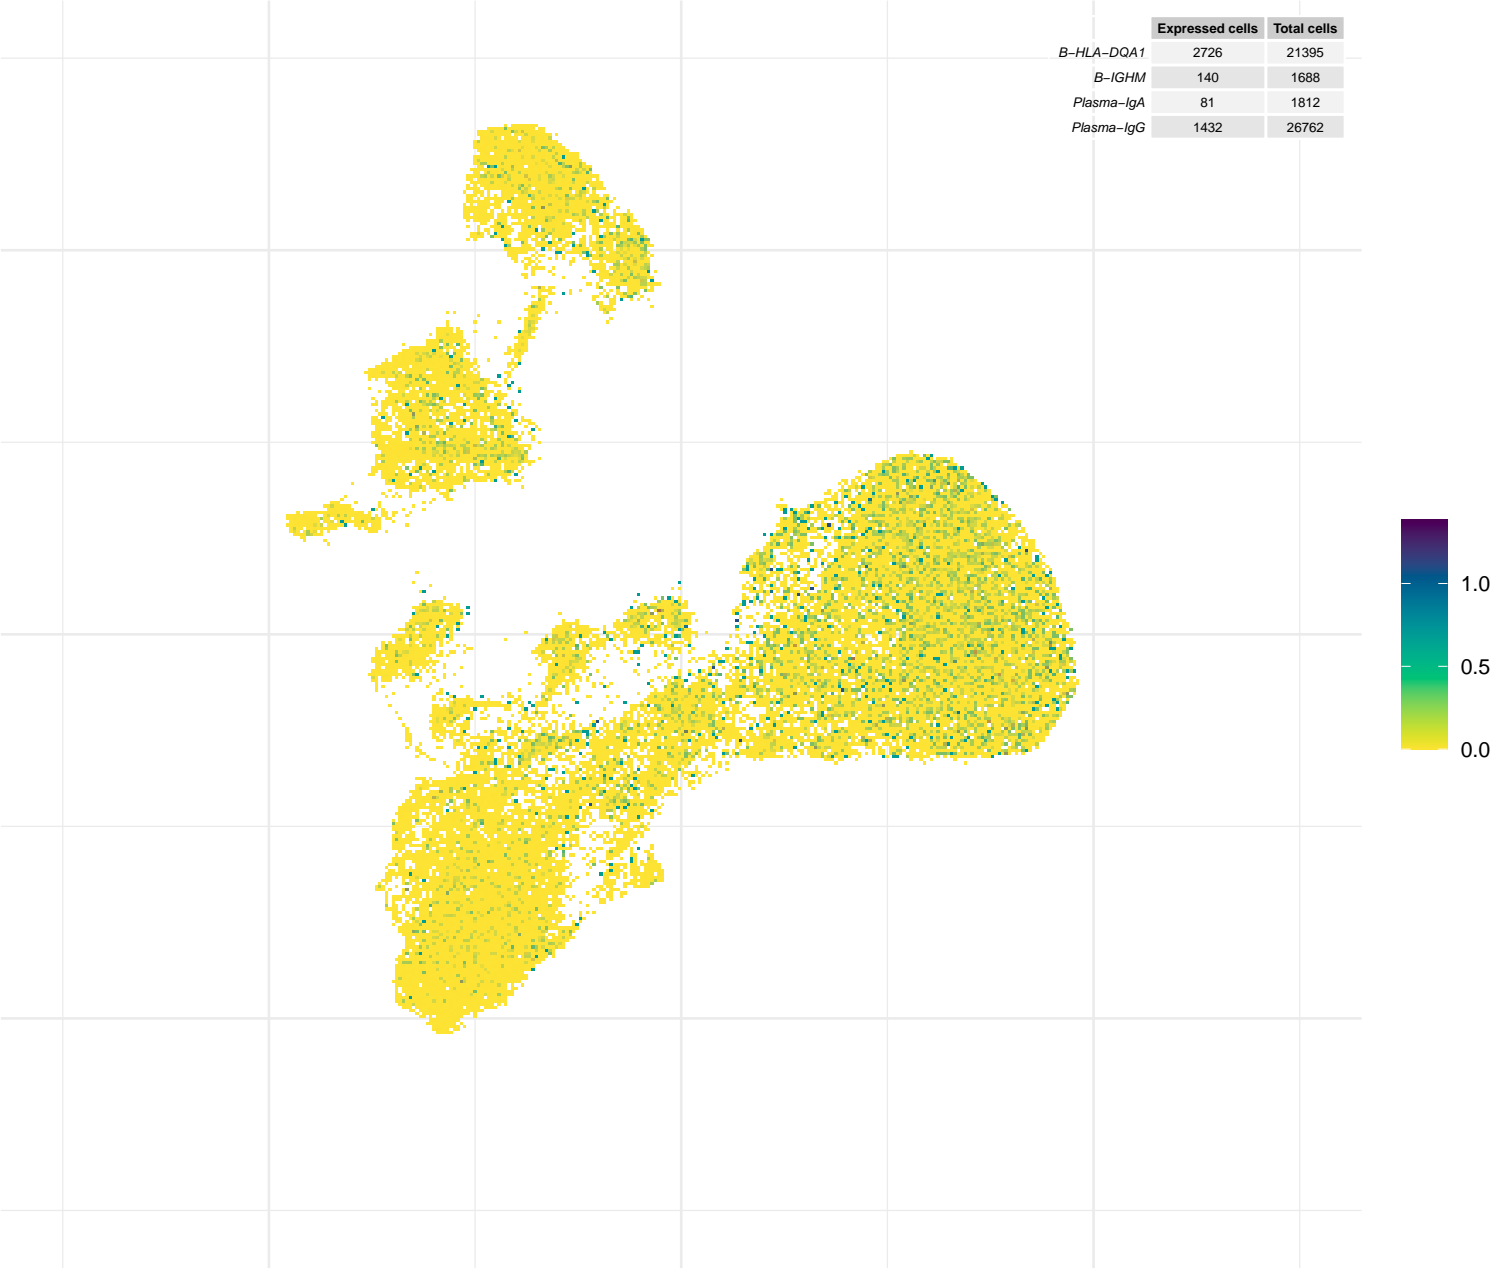 Expressed cells Total cells
B−HLA−DQA1 2726 21395
B−IGHM 140 1688
Plasma−IgA 81 1812
Plasma−IgG 1432 26762
1.0
0.5
0.0